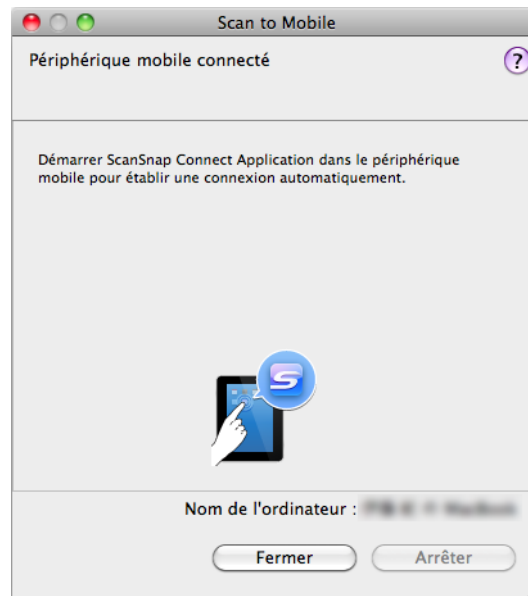 Scan to Mobile
Périphérique mobile connecté
?
Démarrer ScanSnap Connect Application dans le périphérique
mobile pour établir une connexion automatiquement.
S
Nom de l'ordinateur :
Fermer
Arrêter